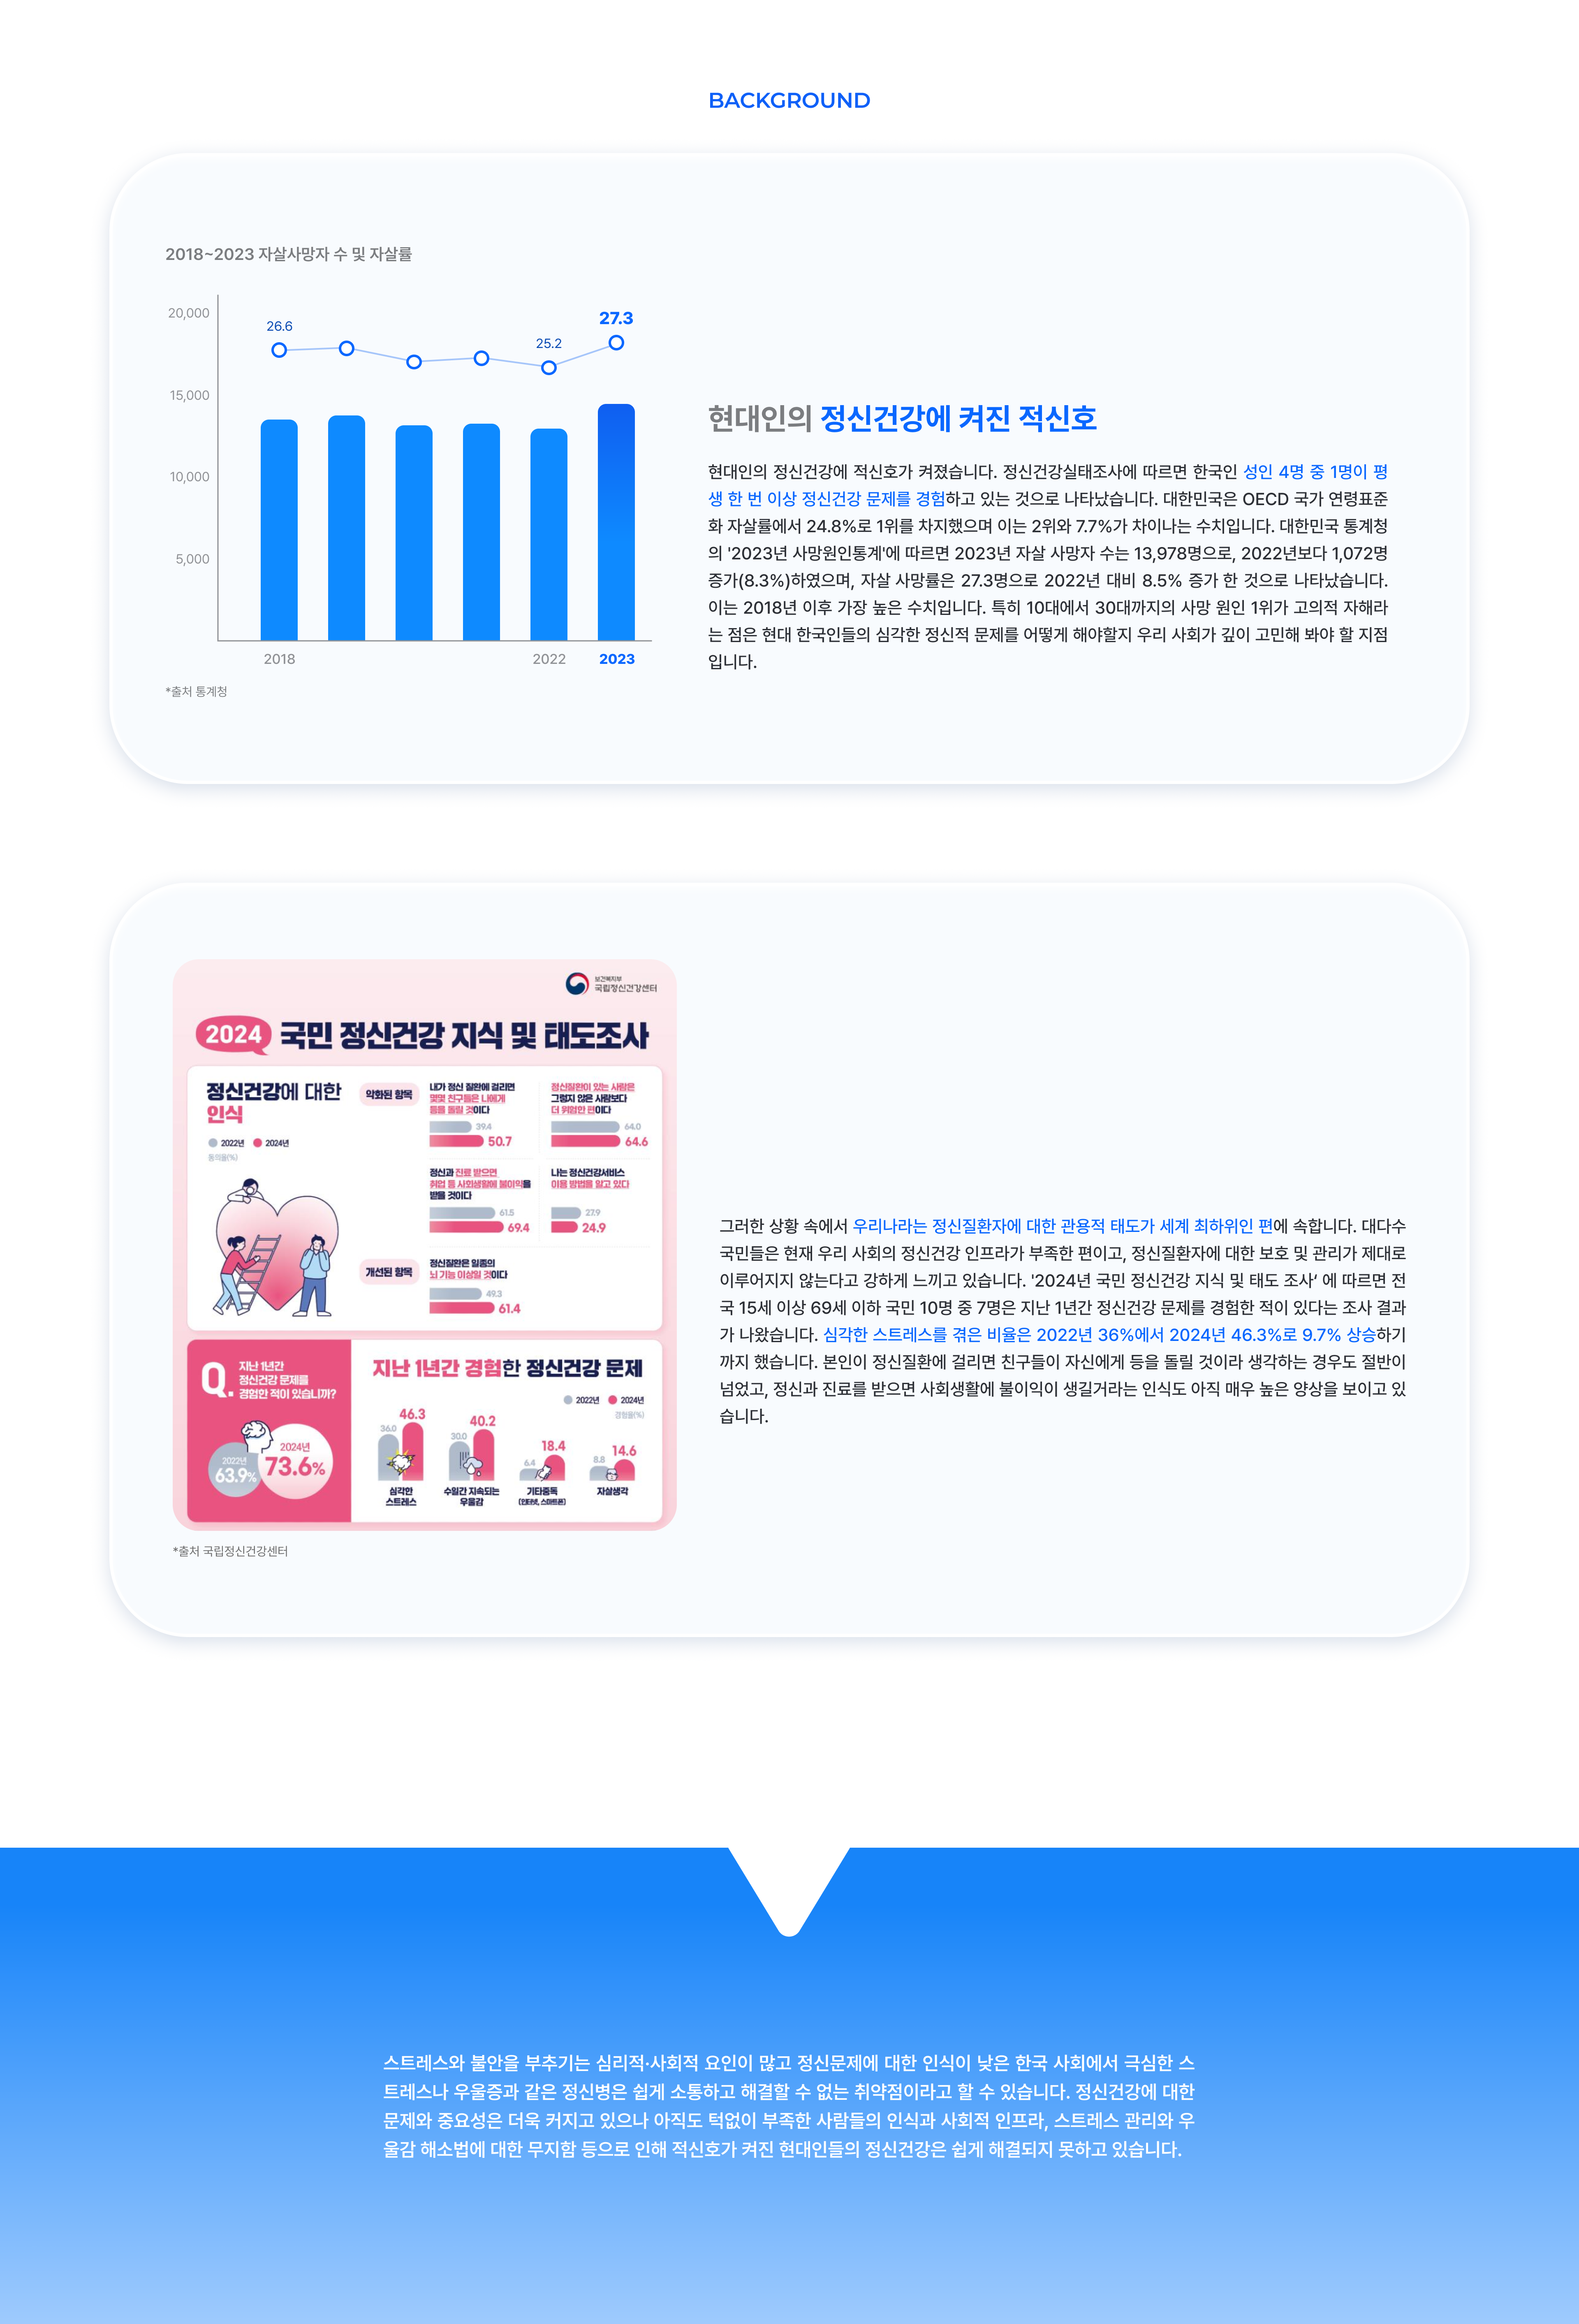 BACKGROUND
2018~2023 자살사망자 수 및 자살률
20,000
15,000
10,000
5,000
26.6
25.2
27.3
2018
2022
2023
*출처 통계청
현대인의 정신건강에 켜진 적신호
현대인의 정신건강에 적신호가 켜졌습니다. 정신건강실태조사에 따르면 한국인 성인 4명 중 1명이 평
생 한 번 이상 정신건강 문제를 경험하고 있는 것으로 나타났습니다. 대한민국은 OECD 국가 연령표준
화 자살률에서 24.8%로 1위를 차지했으며 이는 2위와 7.7%가 차이나는 수치입니다. 대한민국 통계청
의 '2023년 사망원인통계'에 따르면 2023년 자살 사망자 수는 13,978명으로, 2022년보다 1,072명
증가(8.3%)하였으며, 자살 사망률은 27.3명으로 2022년 대비 8.5% 증가 한 것으로 나타났습니다.
이는 2018년 이후 가장 높은 수치입니다. 특히 10대에서 30대까지의 사망 원인 1위가 고의적 자해라
는 점은 현대 한국인들의 심각한 정신적 문제를 어떻게 해야할지 우리 사회가 깊이 고민해 봐야 할 지점
입니다.
보건복지부
국립정신건강센터
2024 국민 정신건강 지식 및 태도조사
정신건강에 대한
인식
2022년 2024년
동의율(%)
악화된 항목
내가 정신 질환에 걸리면
몇몇 친구들은 나에게
등을 돌릴 것이다
39.4
50.7
정신질환이 있는 사람은
그렇지 않은 사람보다
더 위험한 편이다
64.0
64.6
정신과 진료 받으면
취업 등 사회생활에 불이익을
받을 것이다
61.5
69.4
나는 정신건강서비스
이용 방법을 알고 있다
27.9
24.9
개선된 항목
정신질환은 일종의
뇌 기능 이상일 것이다
49.3
61.4
Q.
지난 1년간
정신건강 문제를
경험한 적이 있습니까?
2022년
63.9%
2024년
73.6%
지난 1년간 경험한 정신건강 문제
2022년 2024년
경험율(%)
36.0
46.3
심각한
스트레스
30.0
40.2
수일간 지속되는
우울감
6.4
18.4
기타중독
(인터넷, 스마트폰)
8.8
14.6
자살생각
*출처 국립정신건강센터
그러한 상황 속에서 우리나라는 정신질환자에 대한 관용적 태도가 세계 최하위인 편에 속합니다. 대다수
국민들은 현재 우리 사회의 정신건강 인프라가 부족한 편이고, 정신질환자에 대한 보호 및 관리가 제대로
이루어지지 않는다고 강하게 느끼고 있습니다. '2024년 국민 정신건강 지식 및 태도 조사' 에 따르면 전
국 15세 이상 69세 이하 국민 10명 중 7명은 지난 1년간 정신건강 문제를 경험한 적이 있다는 조사 결과
가 나왔습니다. 심각한 스트레스를 겪은 비율은 2022년 36%에서 2024년 46.3%로 9.7% 상승하기
까지 했습니다. 본인이 정신질환에 걸리면 친구들이 자신에게 등을 돌릴 것이라 생각하는 경우도 절반이
넘었고, 정신과 진료를 받으면 사회생활에 불이익이 생길거라는 인식도 아직 매우 높은 양상을 보이고 있
습니다.
스트레스와 불안을 부추기는 심리적·사회적 요인이 많고 정신문제에 대한 인식이 낮은 한국 사회에서 극심한 스
트레스나 우울증과 같은 정신병은 쉽게 소통하고 해결할 수 없는 취약점이라고 할 수 있습니다. 정신건강에 대한
문제와 중요성은 더욱 커지고 있으나 아직도 턱없이 부족한 사람들의 인식과 사회적 인프라, 스트레스 관리와 우
울감 해소법에 대한 무지함 등으로 인해 적신호가 켜진 현대인들의 정신건강은 쉽게 해결되지 못하고 있습니다.